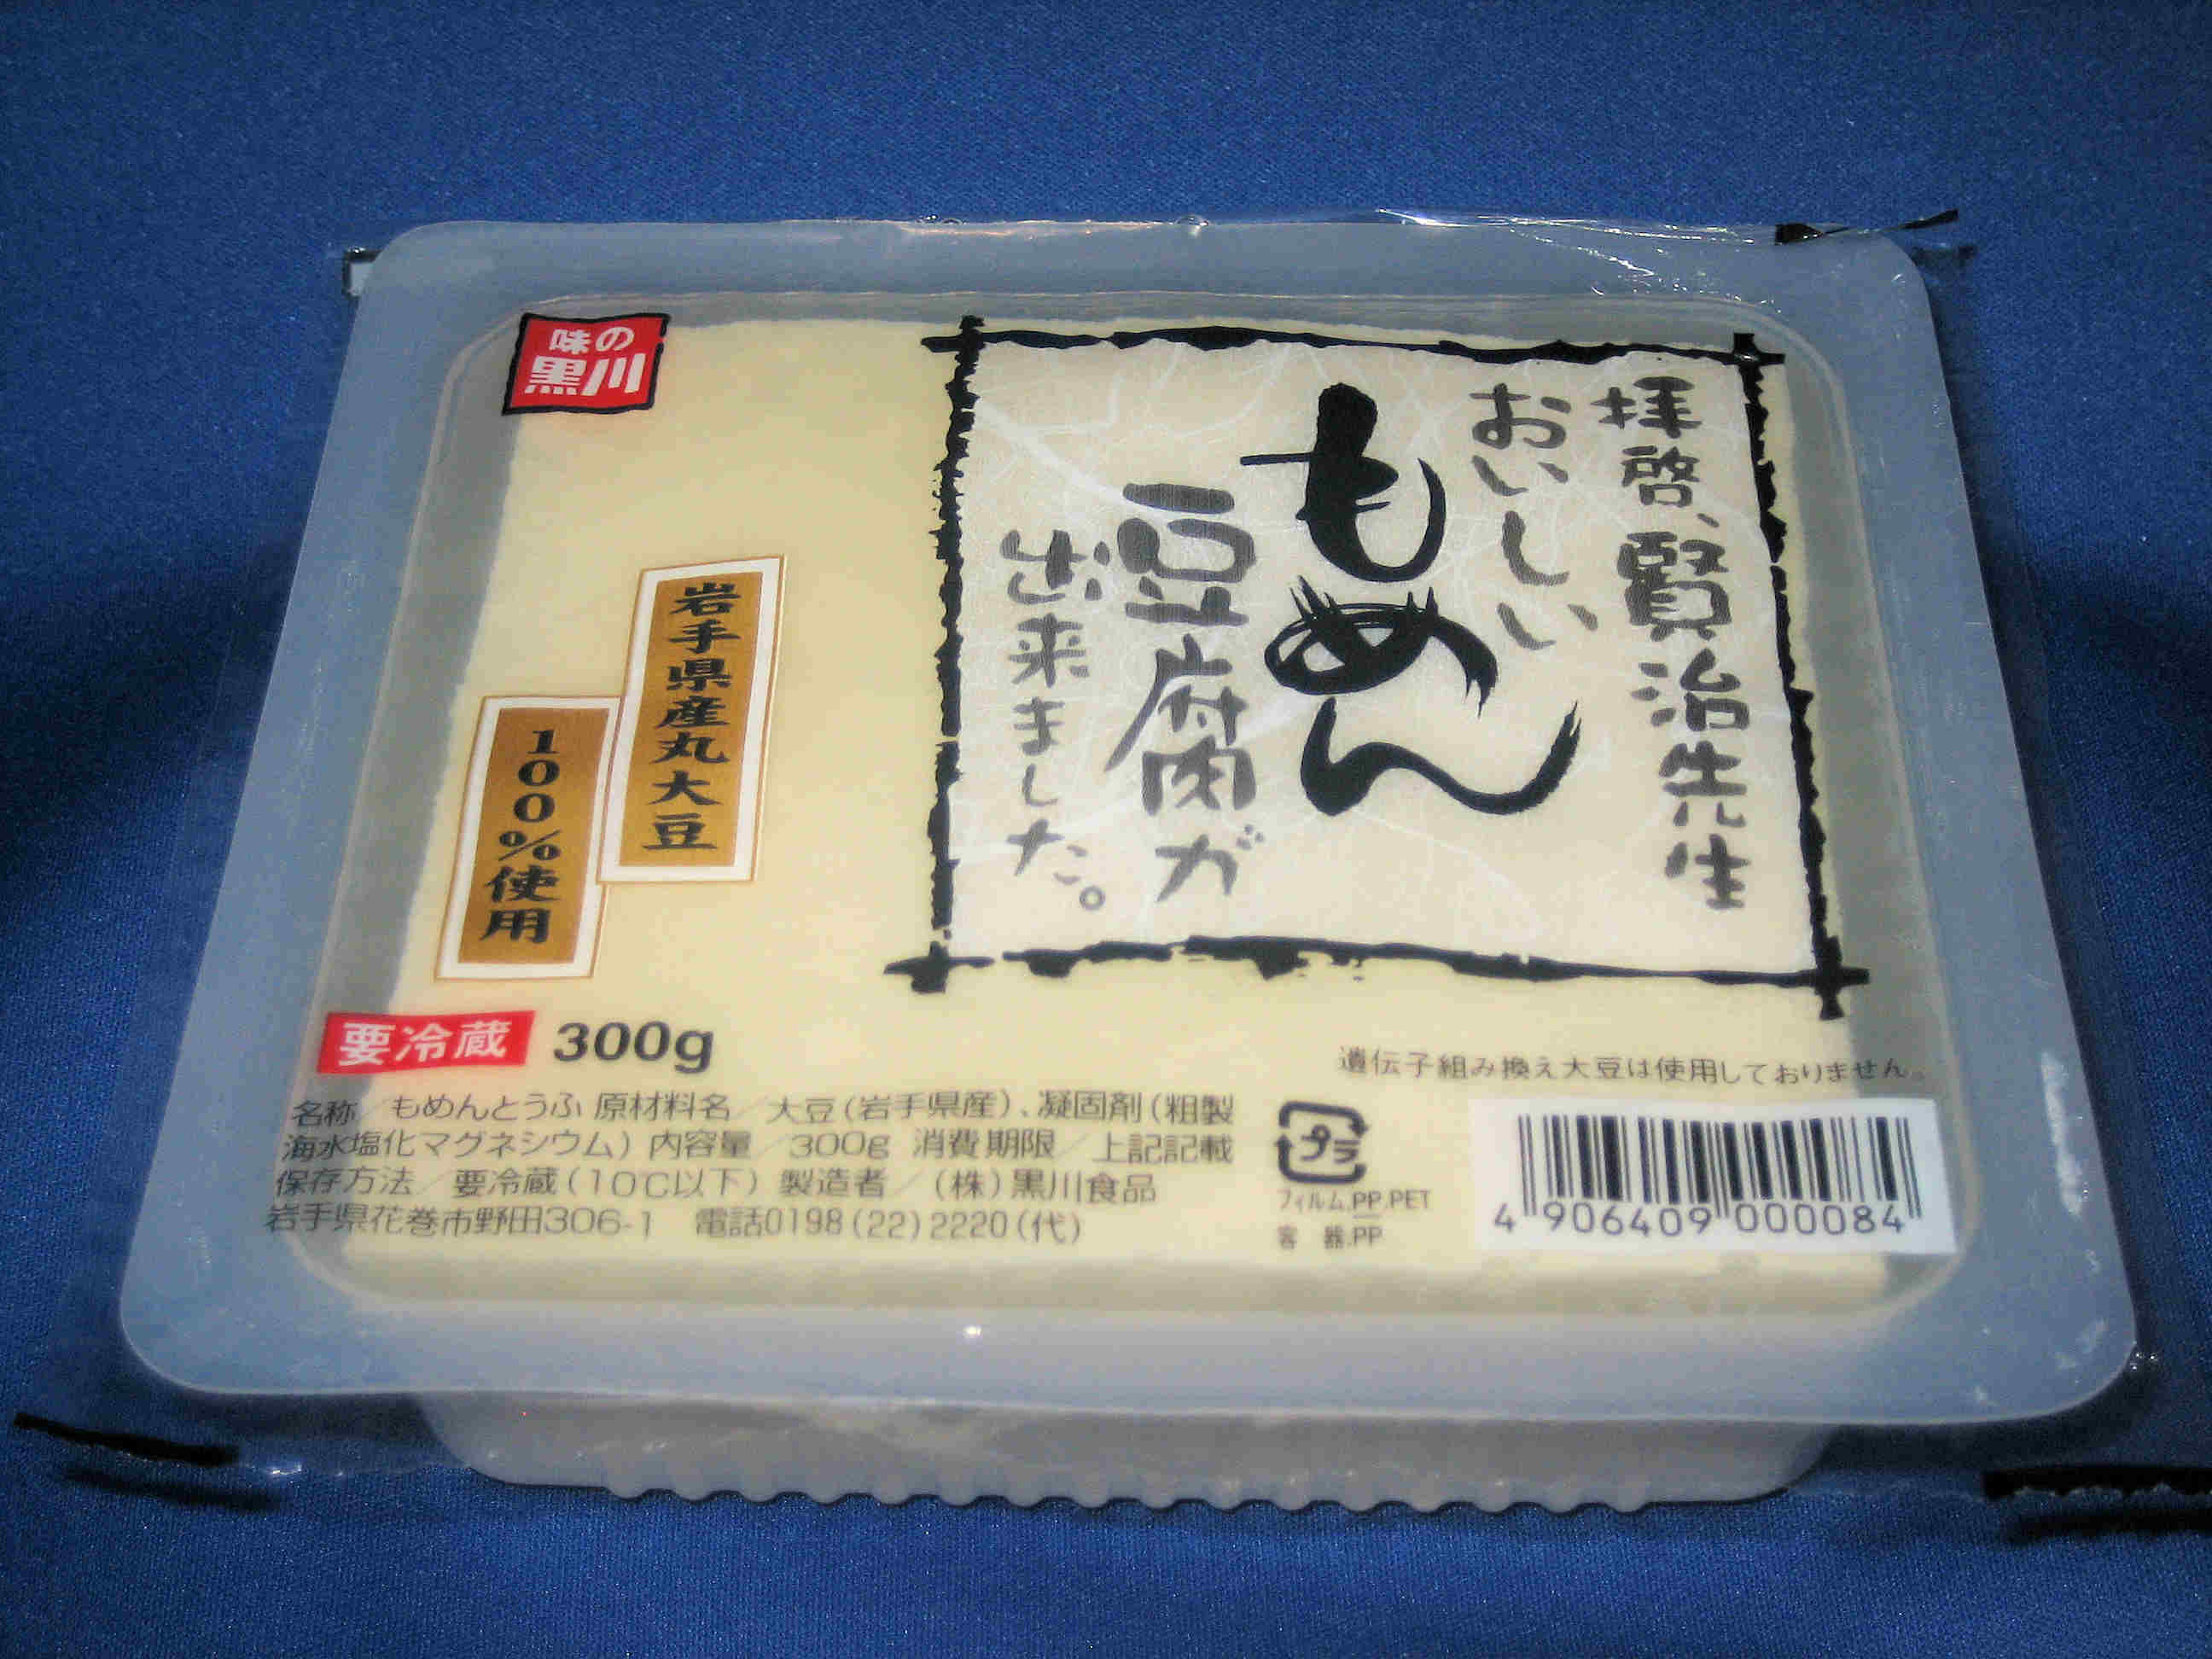 味の
黒川
拝啓、賢治先生
おいしい
もめん
豆腐が
出来ました。
岩手県産丸大豆
100%使用
要冷蔵 300g
遺伝子組み換え大豆は使用しておりません。
名称／もめんとうふ 原材料名／大豆(岩手県産)、凝固剤(粗製
海水塩化マグネシウム) 内容量／300g 消費期限／上記記載
保存方法／要冷蔵(10℃以下) 製造者／(株)黒川食品
岩手県花巻市野田306-1 電話0198(22)2220(代)
プラ
フィルム.PP.PET
容器.PP
4 906409 000084